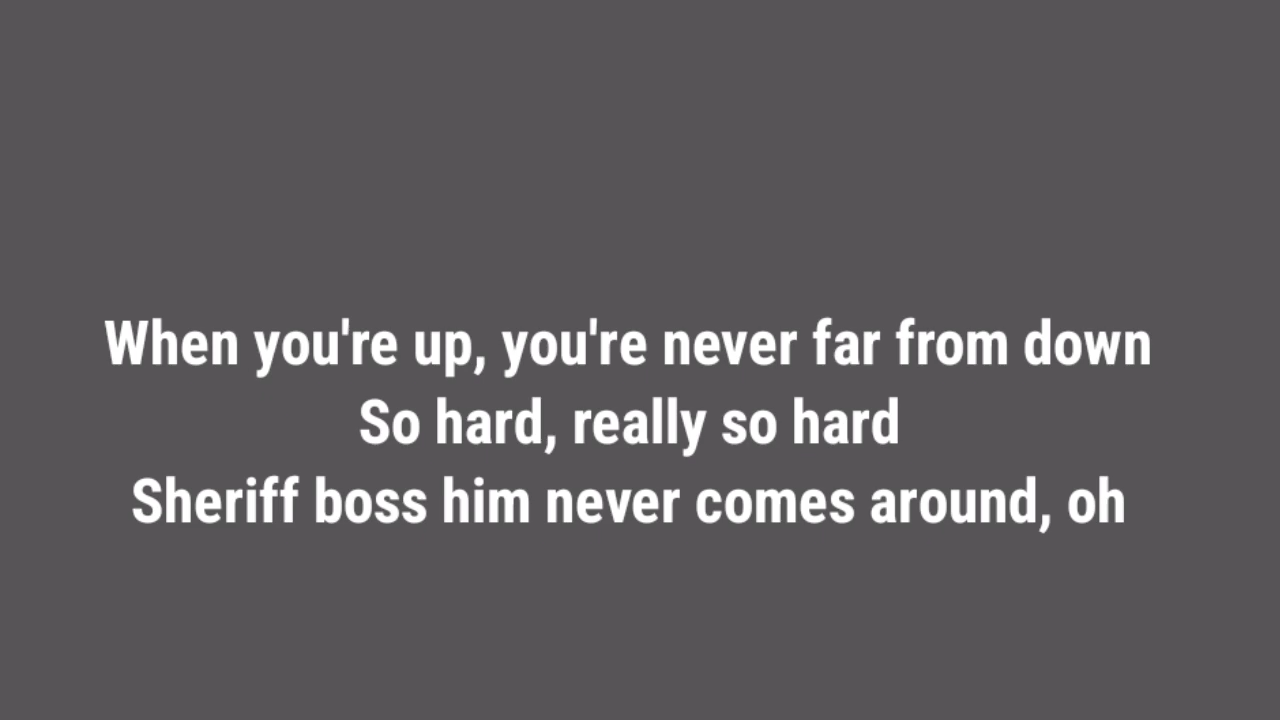 When you're up, you're never far from down
So hard, really so hard
Sheriff boss him never comes around, oh